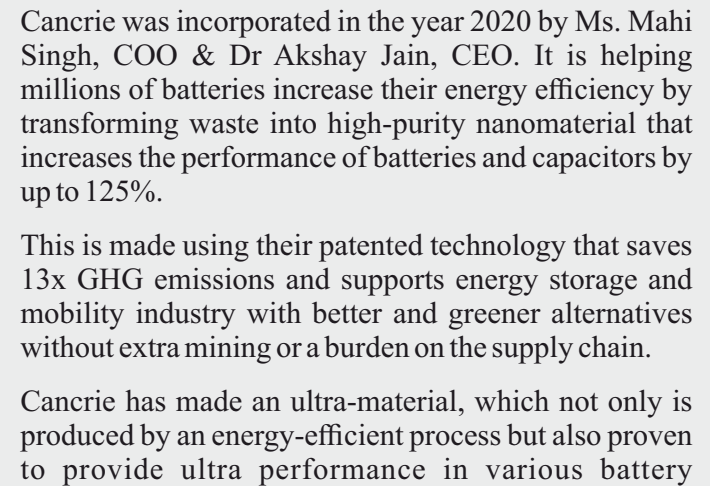 Cancrie was incorporated in the year 2020 by Ms. Mahi
Singh, COO & Dr Akshay Jain, CEO. It is helping
millions of batteries increase their energy efficiency by
transforming waste into high-purity nanomaterial that
increases the performance of batteries and capacitors by
up to 125%.
This is made using their patented technology that saves
13x GHG emissions and supports energy storage and
mobility industry with better and greener alternatives
without extra mining or a burden on the supply chain.
Cancrie has made an ultra-material, which not only is
produced by an energy-efficient process but also proven
to provide ultra performance in various battery